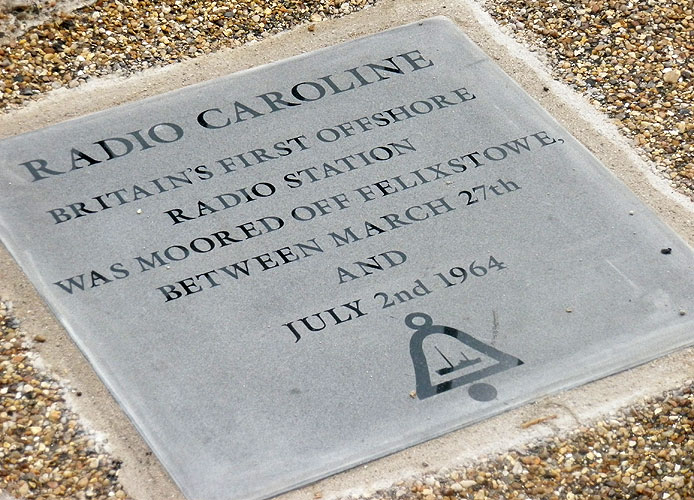 RADIO CAROLINE
BRITAIN'S FIRST OFFSHORE
RADIO STATION
WAS MOORED OFF FELIXSTOWE,
BETWEEN MARCH 27th
AND
JULY 2nd 1964